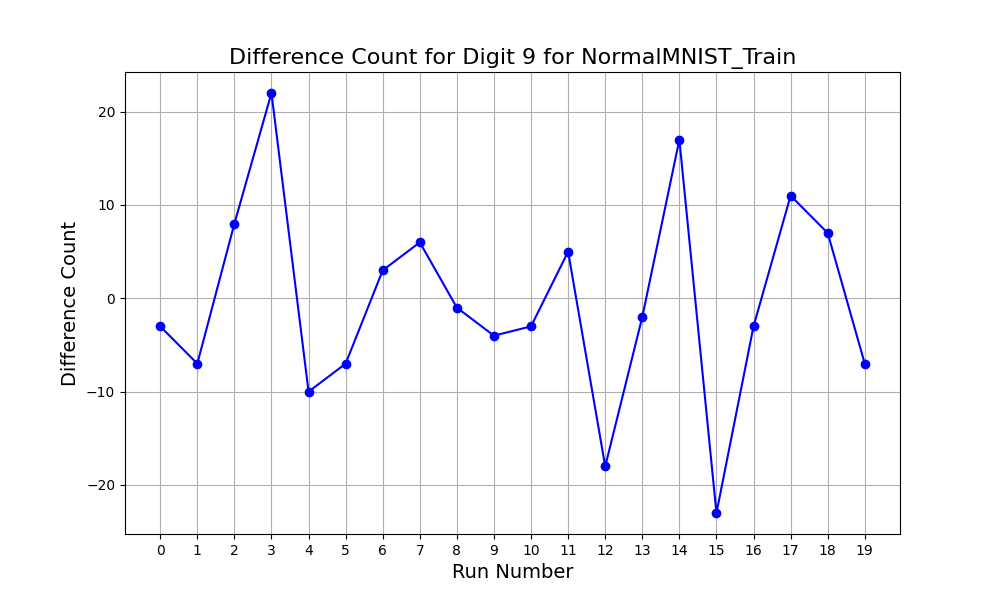 Difference Count for Digit 9 for NormalMNIST_Train
Difference Count
20
10
0
−10
−20
0 1 2 3 4 5 6 7 8 9 10 11 12 13 14 15 16 17 18 19
Run Number